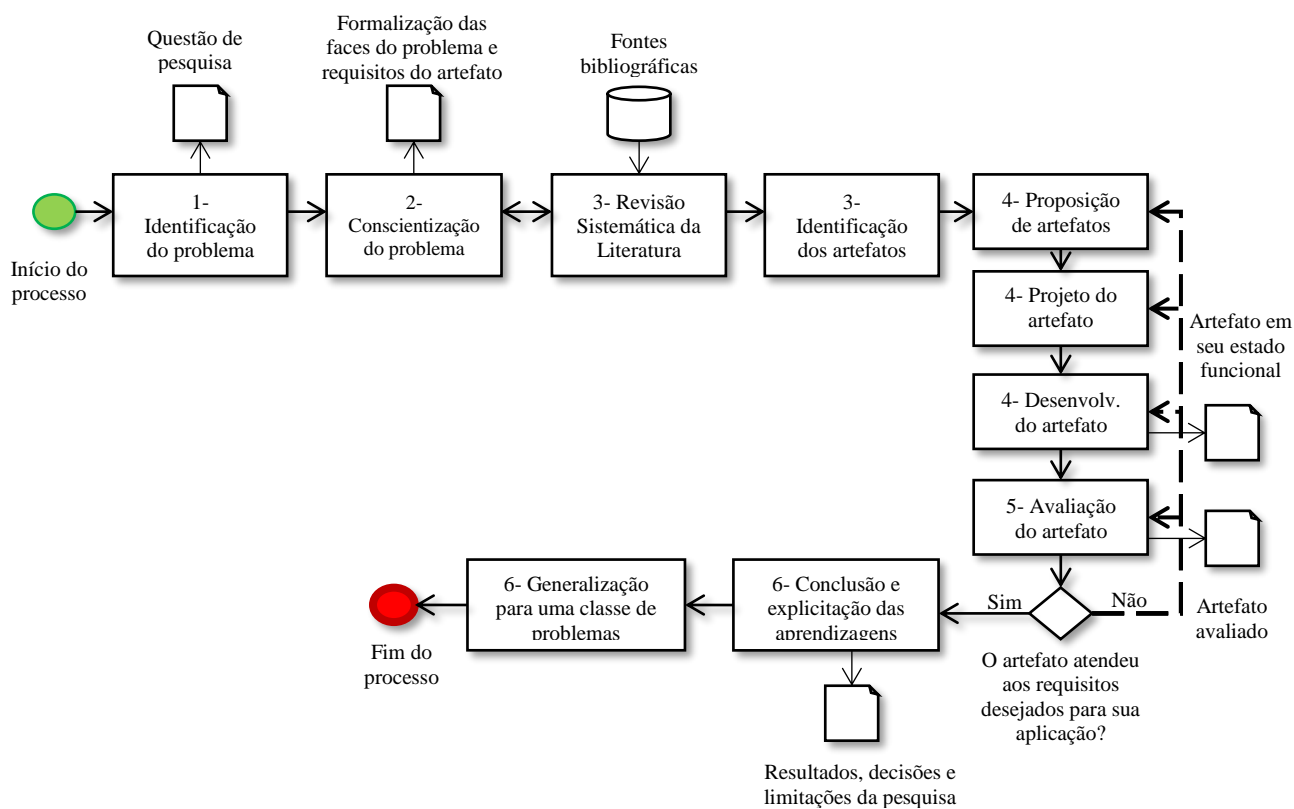 Questão de
pesquisa
Formalização das
faces do problema e
requisitos do artefato
Fontes
bibliográficas
Início do
processo
1-
Identificação
do problema
2-
Conscientização
do problema
3- Revisão
Sistemática da
Literatura
3-
Identificação
dos artefatos
4- Proposição
de artefatos
4- Projeto do
artefato
Artefato em
seu estado
funcional
4- Desenvolv.
do artefato
5- Avaliação
do artefato
Artefato
avaliado
Sim
Não
O artefato atendeu
aos requisitos
desejados para sua
aplicação?
6- Conclusão e
explicitação das
aprendizagens
Resultados, decisões e
limitações da pesquisa
6- Generalização
para uma classe de
problemas
Fim do
processo